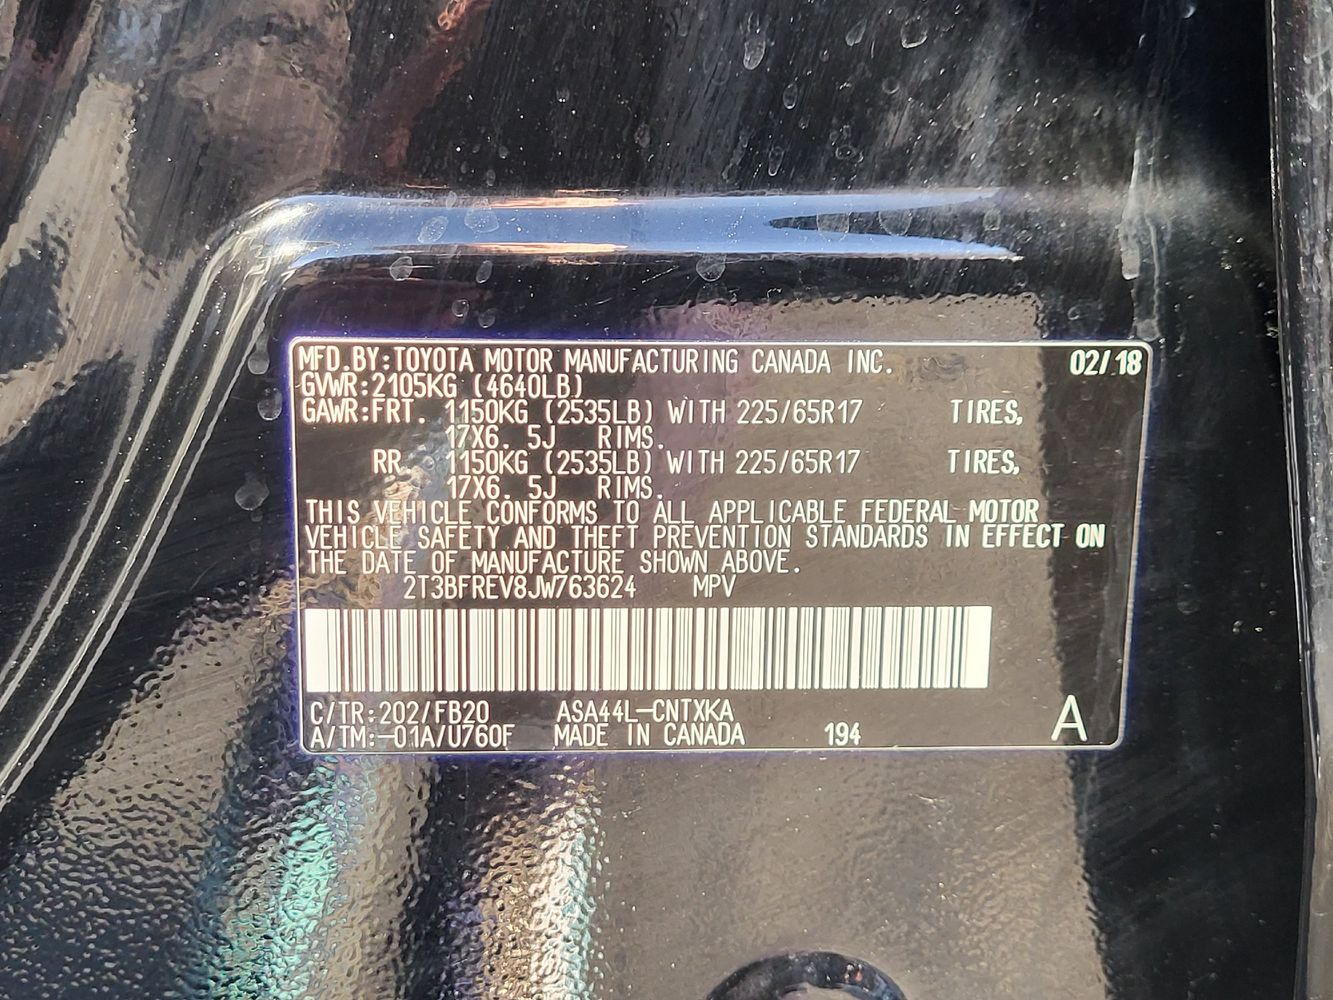 MFD.BY:TOYOTA MOTOR MANUFACTURING CANADA INC. 02/18
GVWR:2105KG (4640LB)
GAWR:FRT. 1150KG (2535LB) WITH 225/65R17 TIRES,
17X6. 5J RIMS.
RR. 1150KG (2535LB) WITH 225/65R17 TIRES,
17X6. 5J RIMS.
THIS VEHICLE CONFORMS TO ALL APPLICABLE FEDERAL MOTOR
VEHICLE SAFETY AND THEFT PREVENTION STANDARDS IN EFFECT ON
THE DATE OF MANUFACTURE SHOWN ABOVE.
2T3BFREV8JW763624 MPV
C/TR:202/FB20 ASA44L-CNTXKA A
A/TM:-01A/U760F MADE IN CANADA 194